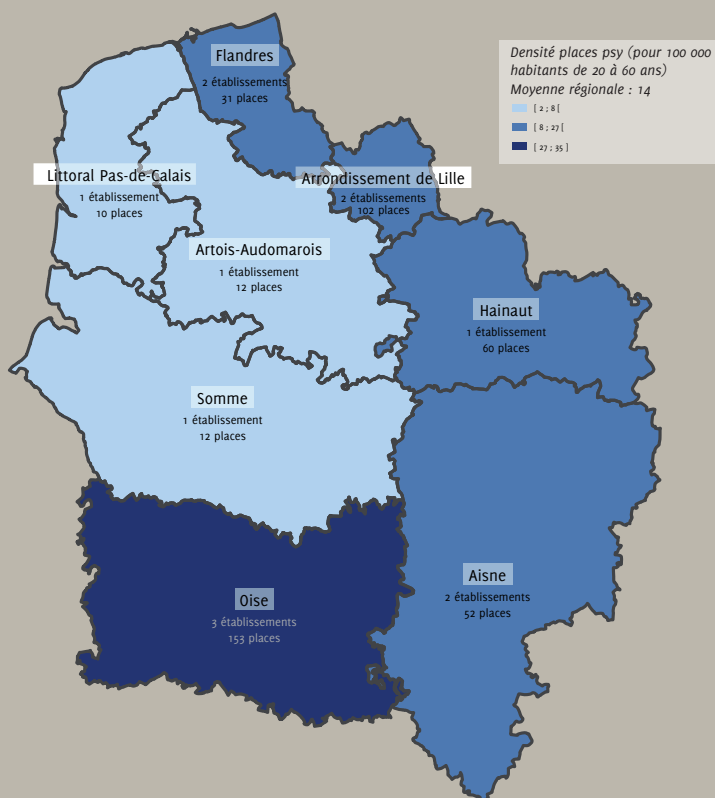 Densité places psy (pour 100 000
habitants de 20 à 60 ans)
Moyenne régionale : 14
[ 2 ; 8 [
[ 8 ; 27 [
[ 27 ; 35 ]
Flandres
2 établissements
31 places
Littoral Pas-de-Calais
1 établissement
10 places
Arrondissement de Lille
2 établissements
102 places
Artois-Audomarois
1 établissement
12 places
Hainaut
1 établissement
60 places
Somme
1 établissement
12 places
Aisne
2 établissements
52 places
Oise
3 établissements
153 places